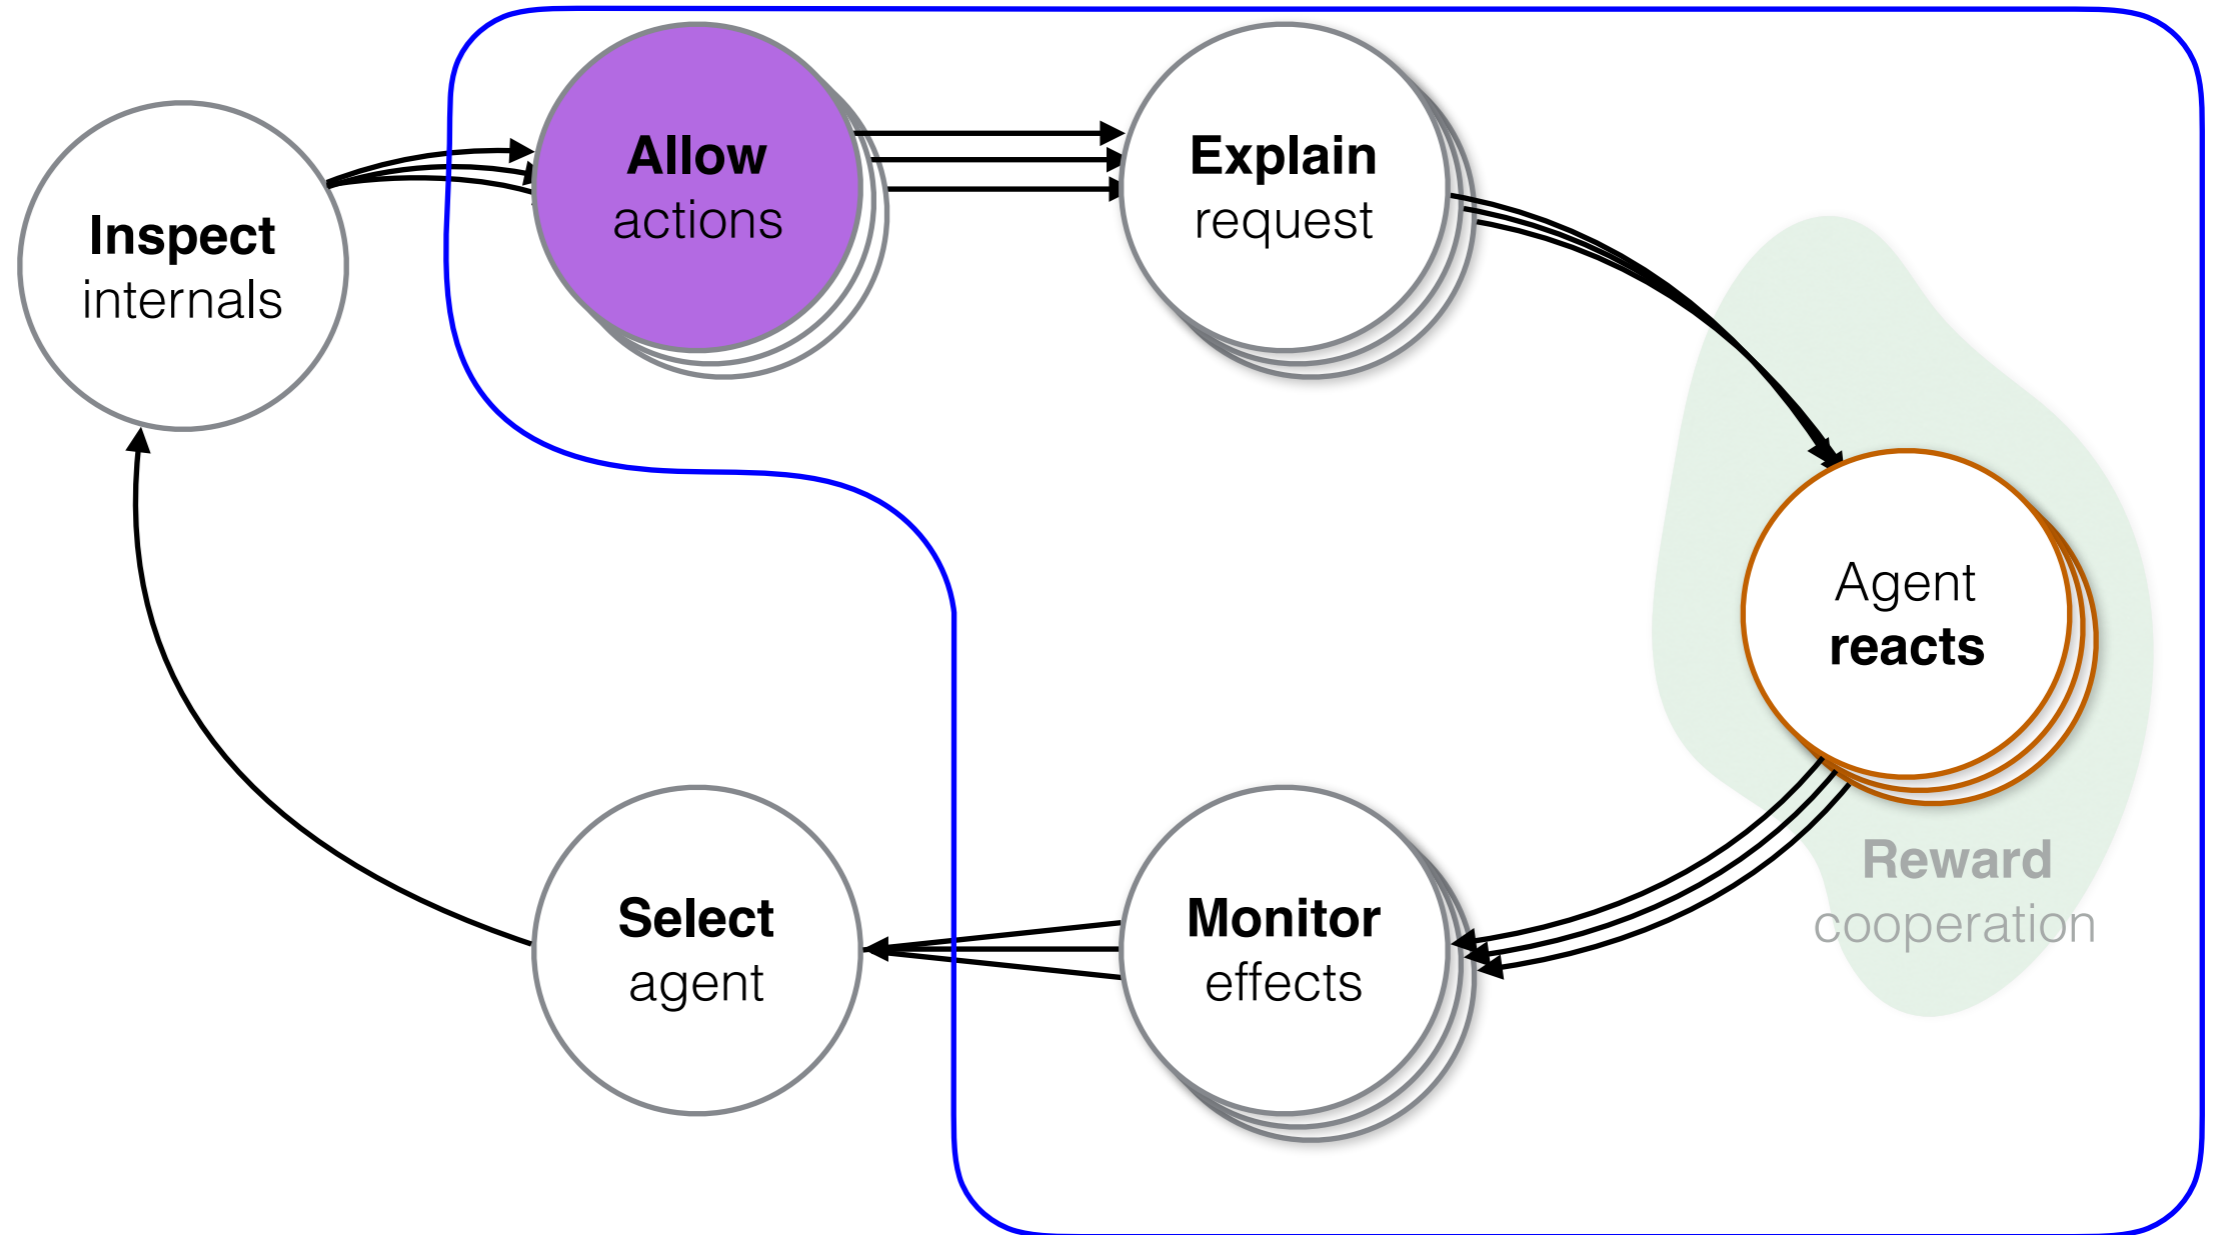 Allow
actions
Explain
request
Inspect
internals
Agent
reacts
Reward
cooperation
Monitor
effects
Select
agent